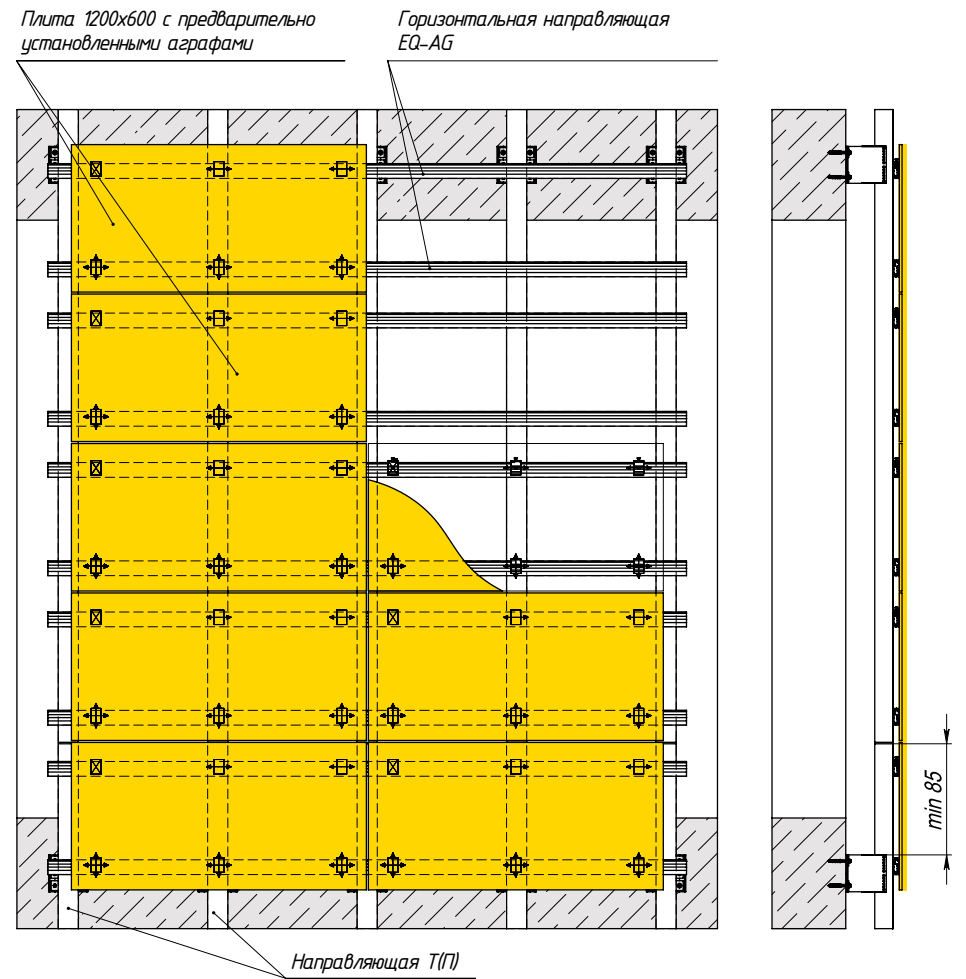 Плита 1200х600 с предварительно
установленными аграфами
Горизонтальная направляющая
EQ-AG
min 85
Направляющая Т(П)